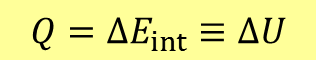 Q = ΔE_int ≡ ΔU